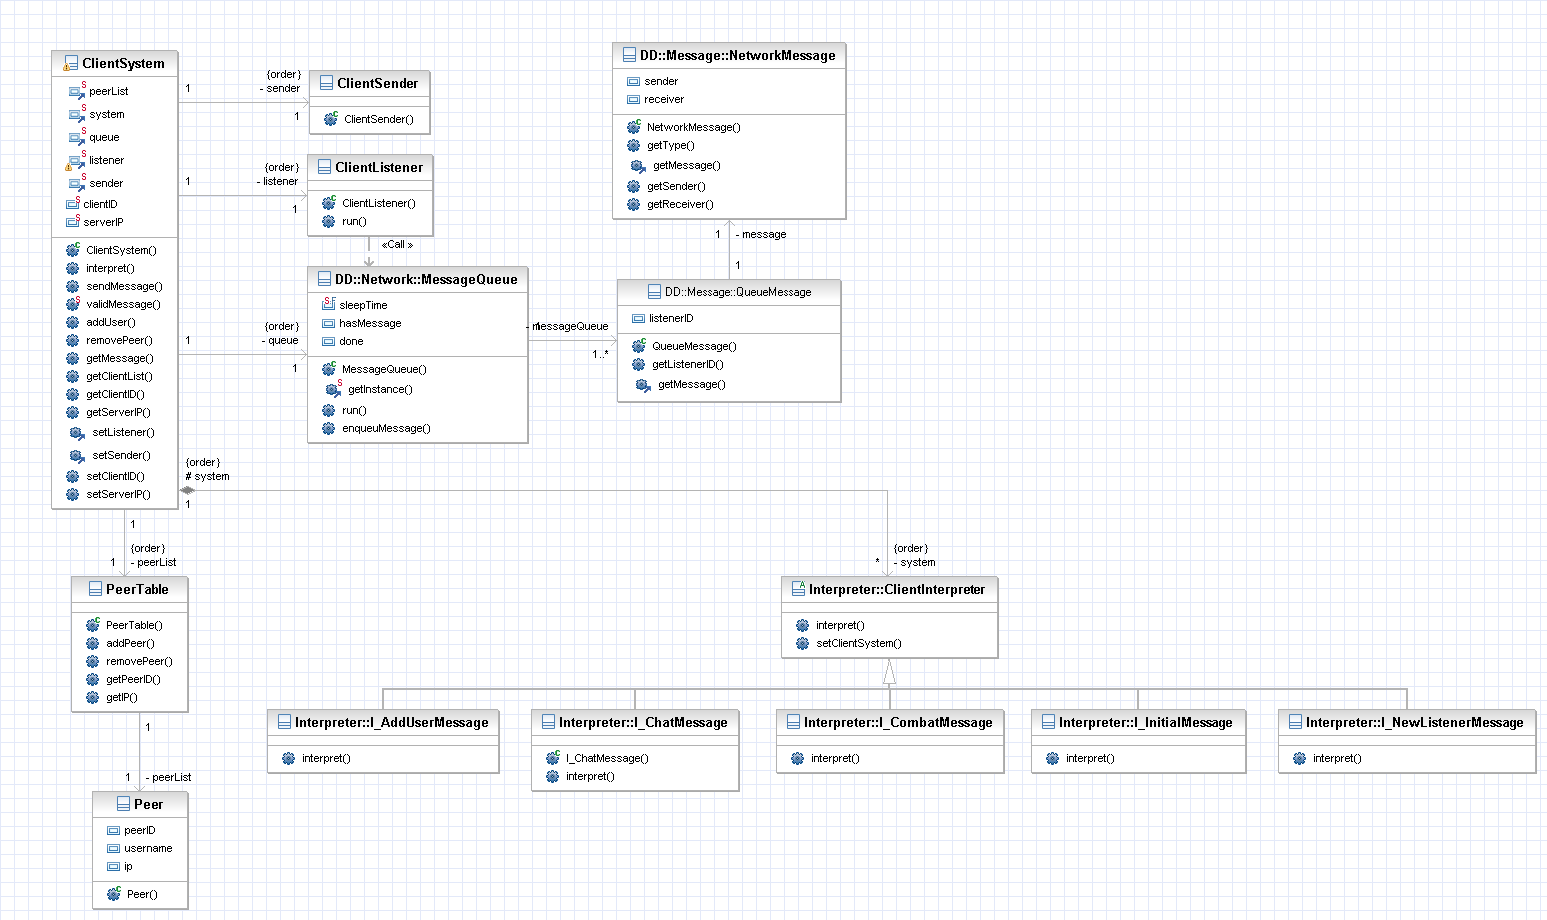 ClientSystem
peerList
system
queue
listener
sender
clientID
serverIP
ClientSystem()
interpret()
sendMessage()
validMessage()
addUser()
removePeer()
getMessage()
getClientList()
getClientID()
getServerIP()
setListener()
setSender()
setClientID()
setServerIP()
{order}
1
- sender
1
ClientSender
ClientSender()
{order}
1
- listener
1
ClientListener
ClientListener()
run()
«Call »
{order}
1
- queue
1
DD::Network::MessageQueue
sleepTime
hasMessage
done
MessageQueue()
getInstance()
run()
enqueuMessage()
- messageQueue
1
1..*
DD::Message::NetworkMessage
sender
receiver
NetworkMessage()
getType()
getMessage()
getSender()
getReceiver()
1
- message
1
DD::Message::QueueMessage
listenerID
QueueMessage()
getListenerID()
getMessage()
{order}
# system
1
{order}
*
- system
1
{order}
1
- peerList
PeerTable
PeerTable()
addPeer()
removePeer()
getPeerID()
getIP()
1
1
- peerList
Peer
peerID
username
ip
Peer()
Interpreter::ClientInterpreter
interpret()
setClientSystem()
Interpreter::I_AddUserMessage
interpret()
Interpreter::I_ChatMessage
I_ChatMessage()
interpret()
Interpreter::I_CombatMessage
interpret()
Interpreter::I_InitialMessage
interpret()
Interpreter::I_NewListenerMessage
interpret()